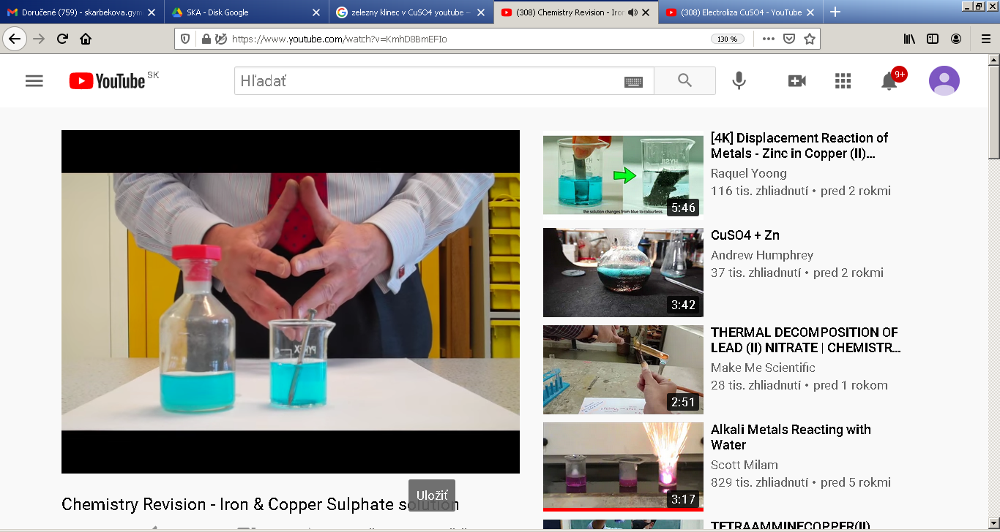 Doručené (759) - skarbekova.gym
SKA - Disk Google
zelezny klinec v CuSO4 youtube –
(308) Chemistry Revision - Iron
(308) Electroliza CuSO4 - YouTube
https://www.youtube.com/watch?v=KmhD8BmEFIo
130 %
YouTube SK
Hľadať
9+
PYREX
Uložiť
Chemistry Revision - Iron & Copper Sulphate solution
[4K] Displacement Reaction of
Metals - Zinc in Copper (II)...
Raquel Yoong
116 tis. zhliadnutí • pred 2 rokmi
the solution changes from blue to colourless.
5:46
CuSO4 + Zn
Andrew Humphrey
37 tis. zhliadnutí • pred 2 rokmi
3:42
THERMAL DECOMPOSITION OF
LEAD (II) NITRATE | CHEMISTR...
Make Me Scientific
28 tis. zhliadnutí • pred 1 rokom
2:51
Alkali Metals Reacting with
Water
Scott Milam
829 tis. zhliadnutí • pred 5 rokmi
3:17
TETRAAMMINECOPPER(II)